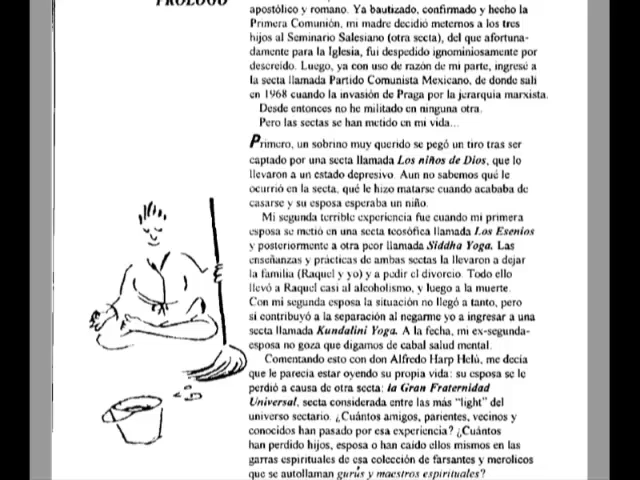 PROLOGO
apostólico y romano. Ya bautizado, confirmado y hecho la
Primera Comunión, mi madre decidió meternos a los tres
hijos al Seminario Salesiano (otra secta), del que afortuna-
damente para la Iglesia, fui despedido ignominiosamente por
descreído. Luego, ya con uso de razón de mi parte, ingresé a
la secta llamada Partido Comunista Mexicano, de donde salí
en 1968 cuando la invasión de Praga por la jerarquía marxista.
Desde entonces no he militado en ninguna otra.
Pero las sectas se han metido en mi vida...
Primero, un sobrino muy querido se pegó un tiro tras ser
captado por una secta llamada Los niños de Dios, que lo
llevaron a un estado depresivo. Aun no sabemos qué le
ocurrió en la secta, qué le hizo matarse cuando acababa de
casarse y su esposa esperaba un niño.
Mi segunda terrible experiencia fue cuando mi primera
esposa se metió en una secta teosófica llamada Los Esenios
y posteriormente a otra peor llamada Siddha Yoga. Las
enseñanzas y prácticas de ambas sectas la llevaron a dejar
la familia (Raquel y yo) y a pedir el divorcio. Todo ello
llevó a Raquel casi al alcoholismo, y luego a la muerte.
Con mi segunda esposa la situación no llegó a tanto, pero
sí contribuyó a la separación al negarme yo a ingresar a una
secta llamada Kundalini Yoga. A la fecha, mi ex-segunda-
esposa no goza que digamos de cabal salud mental.
Comentando esto con don Alfredo Harp Helú, me decía
que le parecía estar oyendo su propia vida: su esposa se le
perdió a causa de otra secta: la Gran Fraternidad
Universal, secta considerada entre las más "light" del
universo sectario. ¿Cuántos amigos, parientes, vecinos y
conocidos han pasado por esa experiencia? ¿Cuántos
han perdido hijos, esposa o han caído ellos mismos en las
garras espirituales de esa colección de farsantes y merolicos
que se autollaman gurús y maestros espirituales?